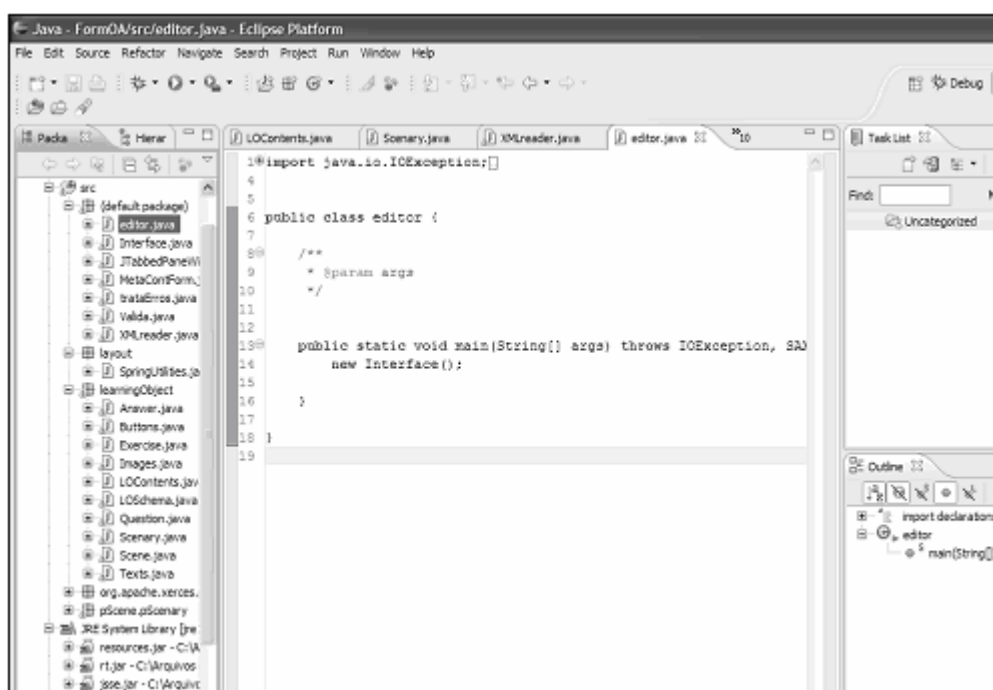 Java - FormOA/src/editor.java - Eclipse Platform
File Edit Source Refactor Navigate Search Project Run Window Help
Debug
Packa Hierar
LOContents.java Scenary.java XMLreader.java editor.java »10
Task List
Find:
Uncategorized
src
(default package)
editor.java
Interface.java
JTabbedPaneWi
MetaContForm.j
trataErros.java
Valida.java
XMLreader.java
layout
SpringUtilities.ja
learningObject
Answer.java
Buttons.java
Exercise.java
Images.java
LOContents.jav
LOSchema.java
Question.java
Scenary.java
Scene.java
Texts.java
org.apache.xerces.
pScene.pScenary
JRE System Library [jre
resources.jar - C:\A
rt.jar - C:\Arquivos
jsse.jar - C:\Arquivc
1 import java.io.IOException;
4
5
6 public class editor {
7
8 /**
9 * @param args
10 */
11
12
13 public static void main(String[] args) throws IOException, SAX
14 new Interface();
15
16 }
17
18 }
19
Outline
import declarations
editor
S main(String[]